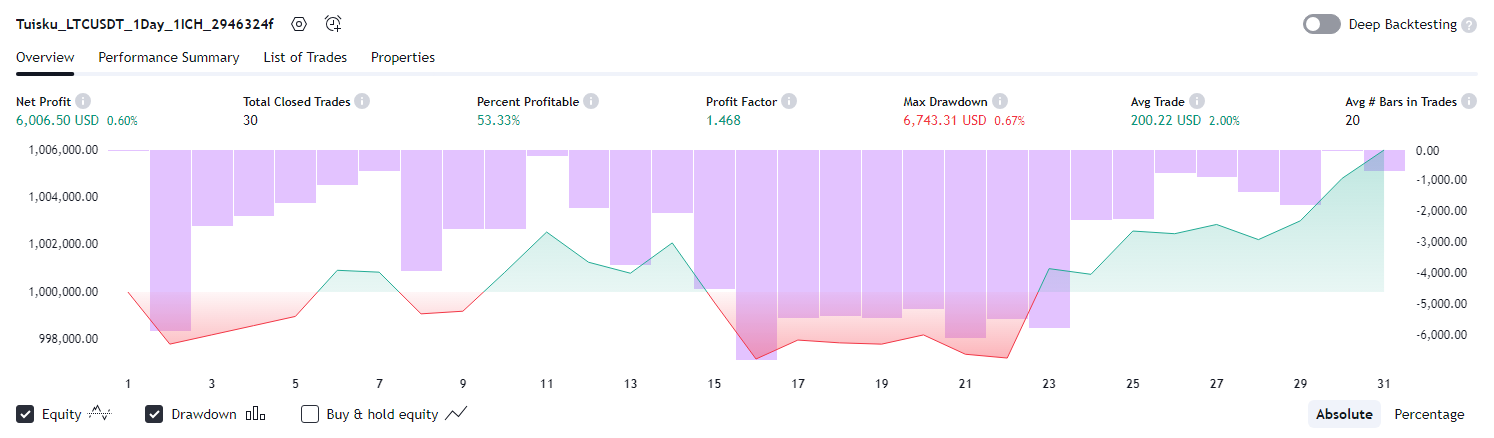 Tuisku_LTCUSDT_1Day_1ICH_2946324f Deep Backtesting ?
Overview Performance Summary List of Trades Properties
Net Profit i Total Closed Trades i Percent Profitable i Profit Factor i Max Drawdown i Avg Trade i Avg # Bars in Trades i
6,006.50 USD 0.60% 30 53.33% 1.468 6,743.31 USD 0.67% 200.22 USD 2.00% 20
1,006,000.00 0.00
-1,000.00
1,004,000.00
-2,000.00
1,002,000.00 -3,000.00
-4,000.00
1,000,000.00
-5,000.00
998,000.00 -6,000.00
1 3 5 7 9 11 13 15 17 19 21 23 25 27 29 31
Equity Drawdown Buy & hold equity Absolute Percentage